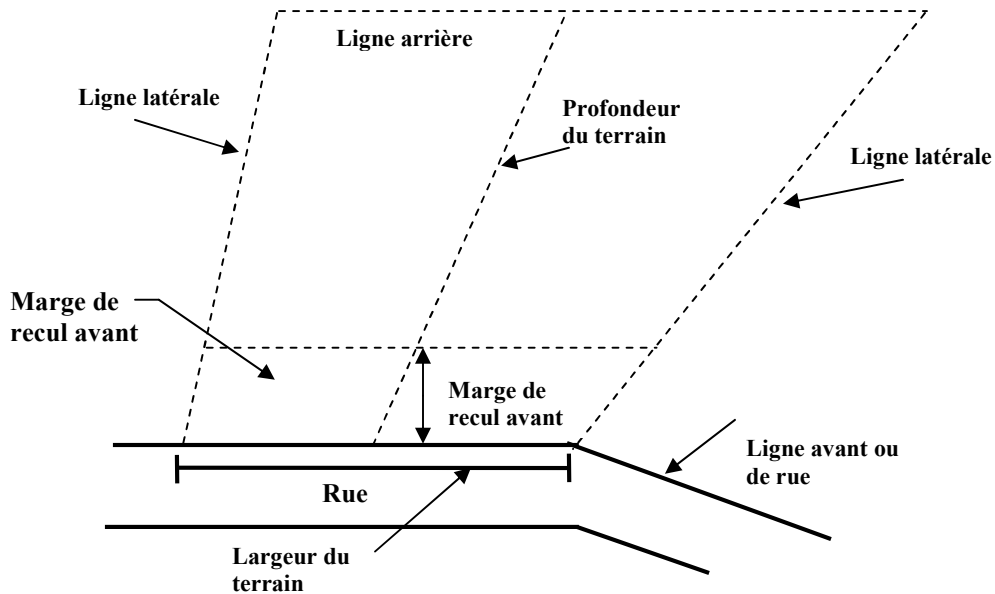 Ligne arrière
Ligne latérale
Profondeur
du terrain
Ligne latérale
Marge de
recul avant
Marge de
recul avant
Ligne avant ou
de rue
Rue
Largeur du
terrain